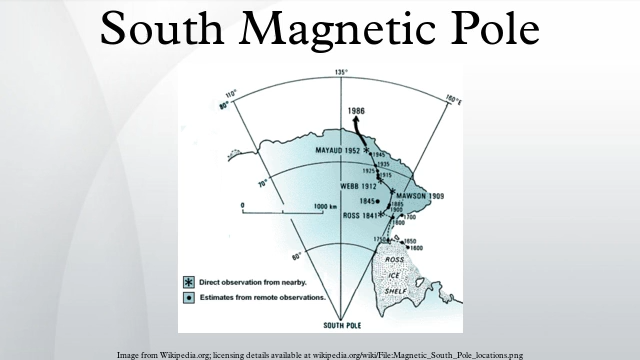 South Magnetic Pole
135°
110°
160°E
80°
1986
MAYAUD 1952
1945
1935
1925
1915
70°
WEBB 1912
MAWSON 1909
0
1000 km
1845
1885
1900
ROSS 1841
1700
1800
1750
1650
1600
80°
ROSS
ICE
SHELF
Direct observation from nearby.
Estimates from remote observations.
SOUTH POLE
Image from Wikipedia.org; licensing details available at wikipedia.org/wiki/File:Magnetic_South_Pole_locations.png